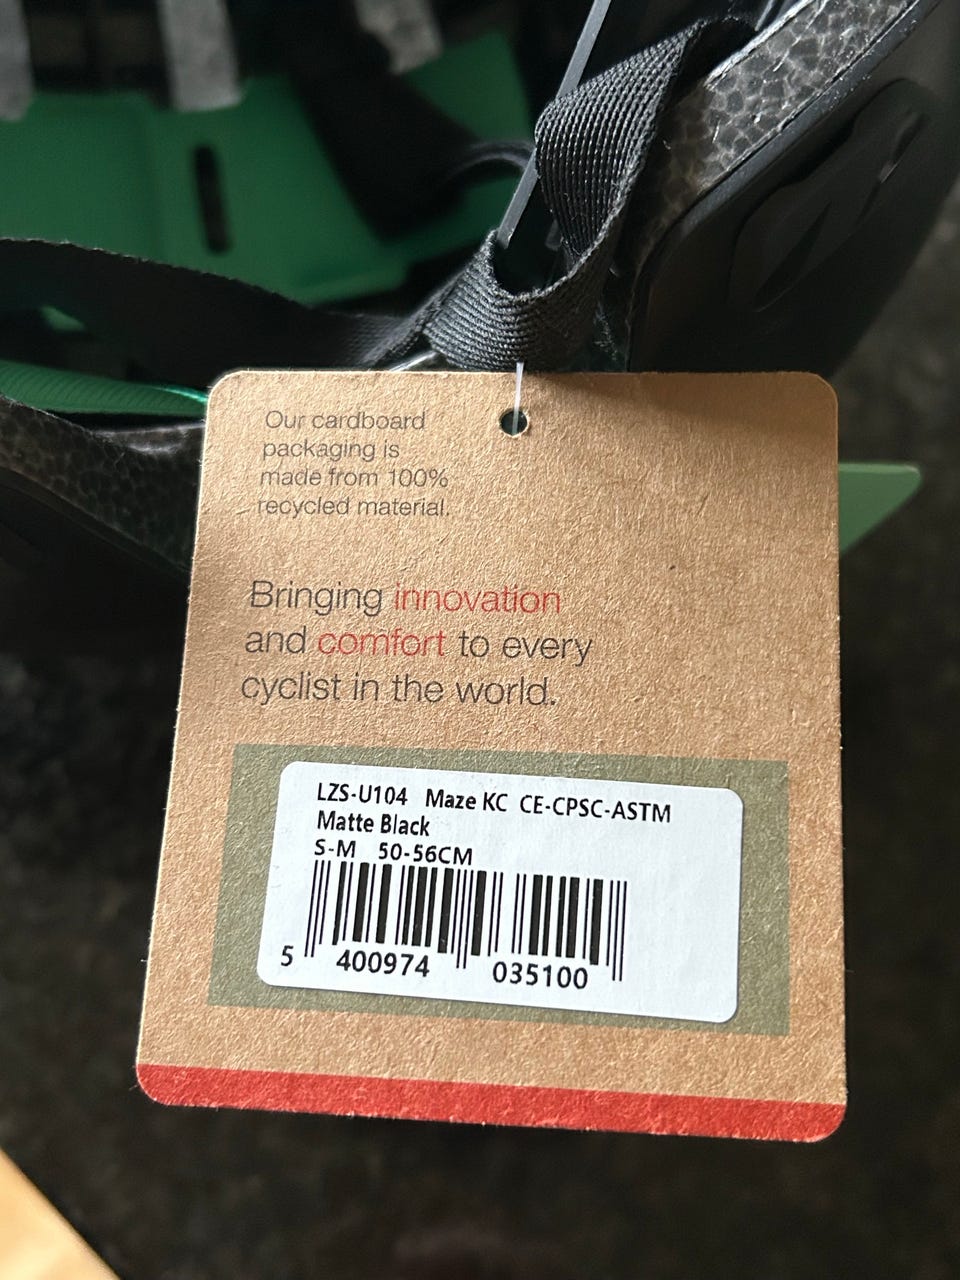 Our cardboard
packaging is
made from 100%
recycled material.
Bringing innovation
and comfort to every
cyclist in the world.
LZS-U104 Maze KC CE-CPSC-ASTM
Matte Black
S-M 50-56CM
5 400974 035100